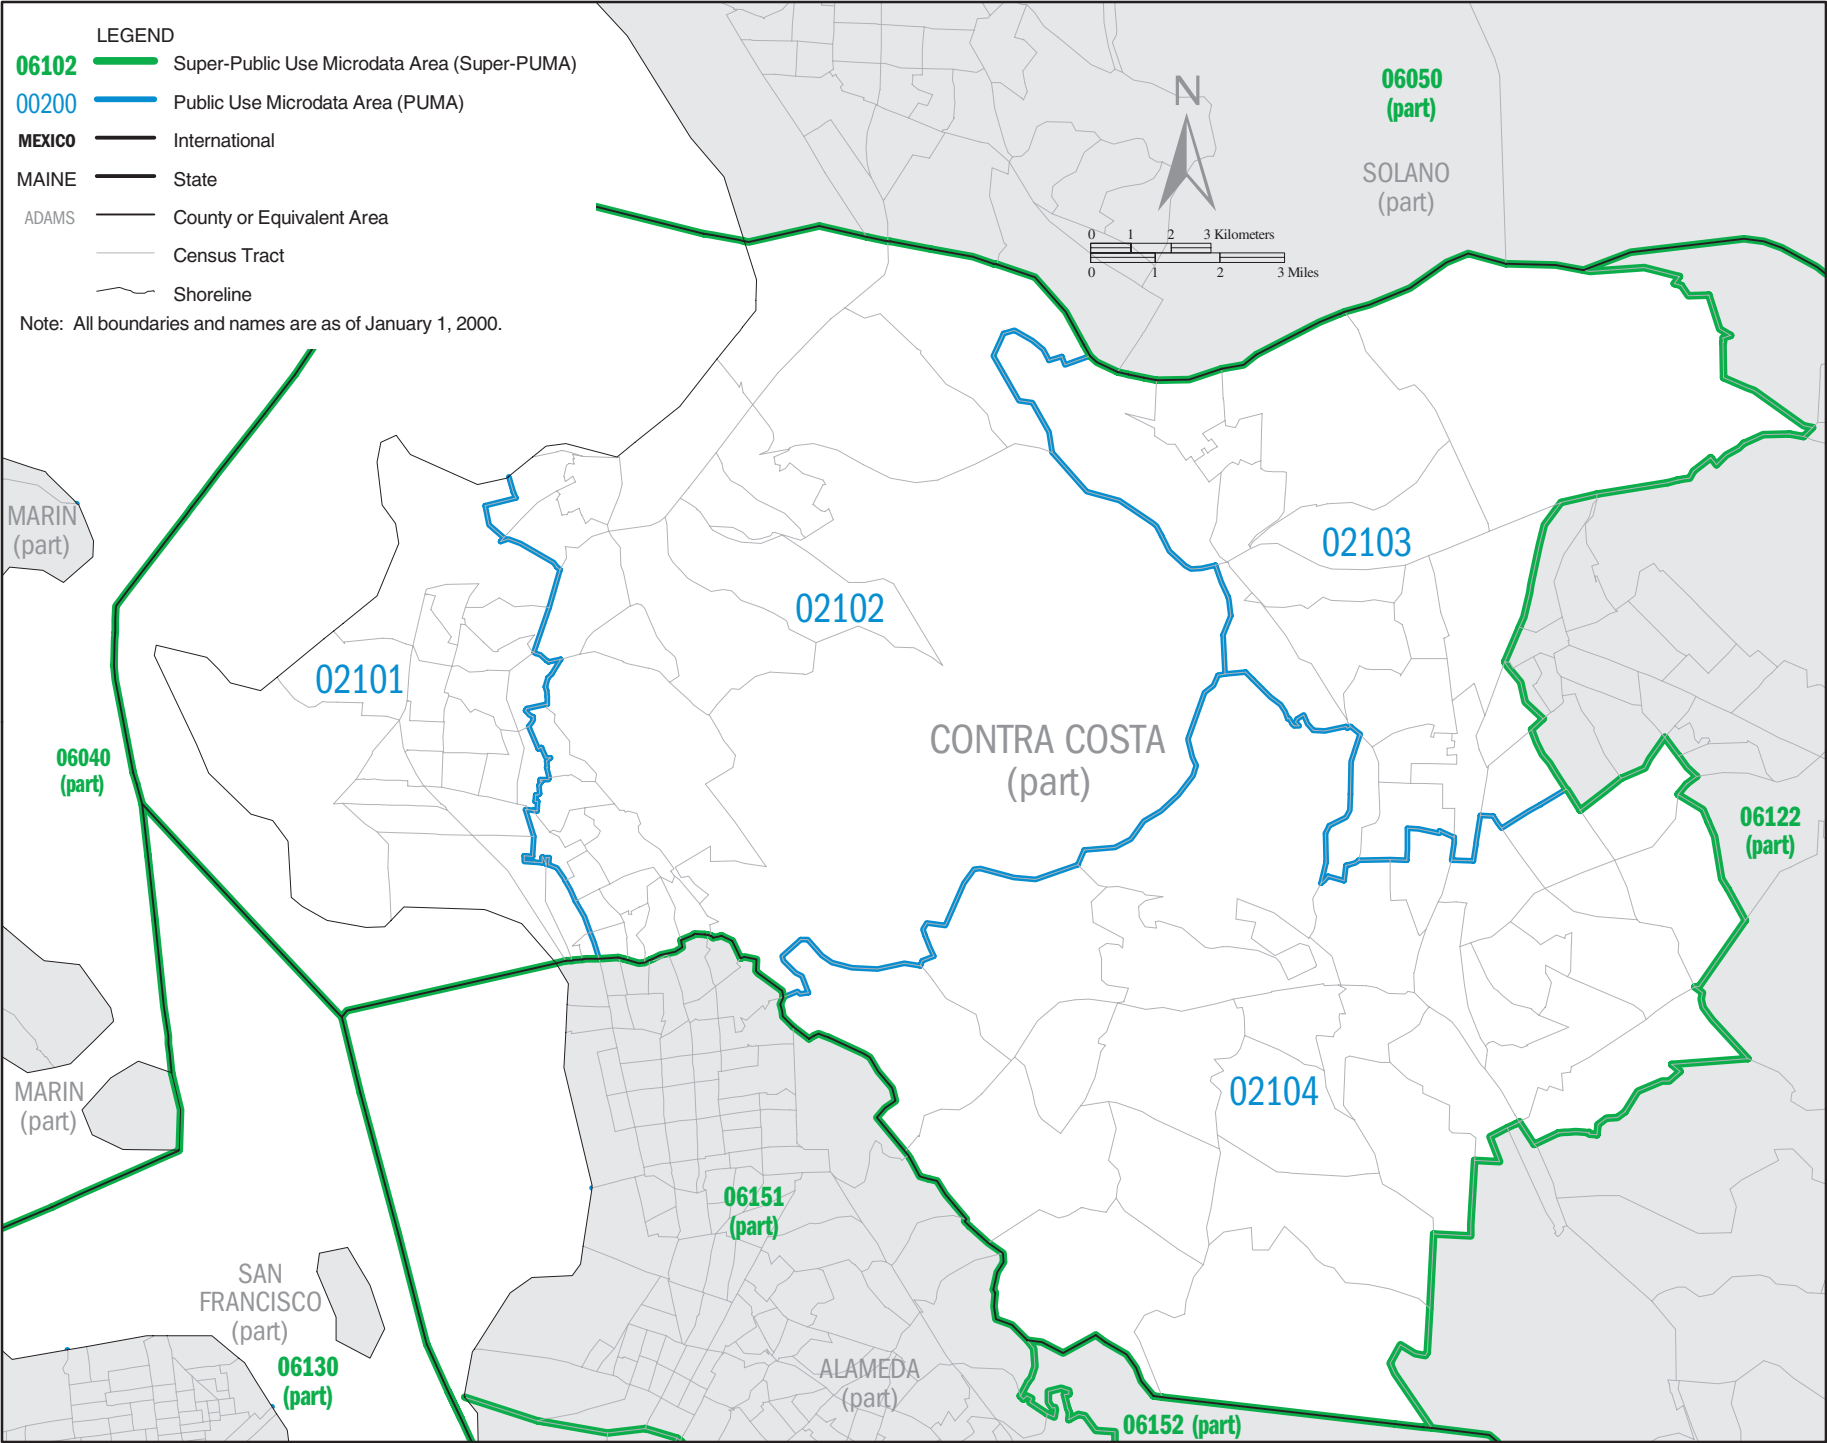 LEGEND
06102 Super-Public Use Microdata Area (Super-PUMA)
00200 Public Use Microdata Area (PUMA)
MEXICO International
MAINE State
ADAMS County or Equivalent Area
Census Tract
Shoreline
Note: All boundaries and names are as of January 1, 2000.
N
0 1 2 3 Kilometers
0 1 2 3 Miles
06050
(part)
SOLANO
(part)
MARIN
(part)
02103
02102
02101
CONTRA COSTA
(part)
06040
(part)
06122
(part)
MARIN
(part)
02104
06151
(part)
SAN
FRANCISCO
(part)
06130
(part)
ALAMEDA
(part)
06152 (part)